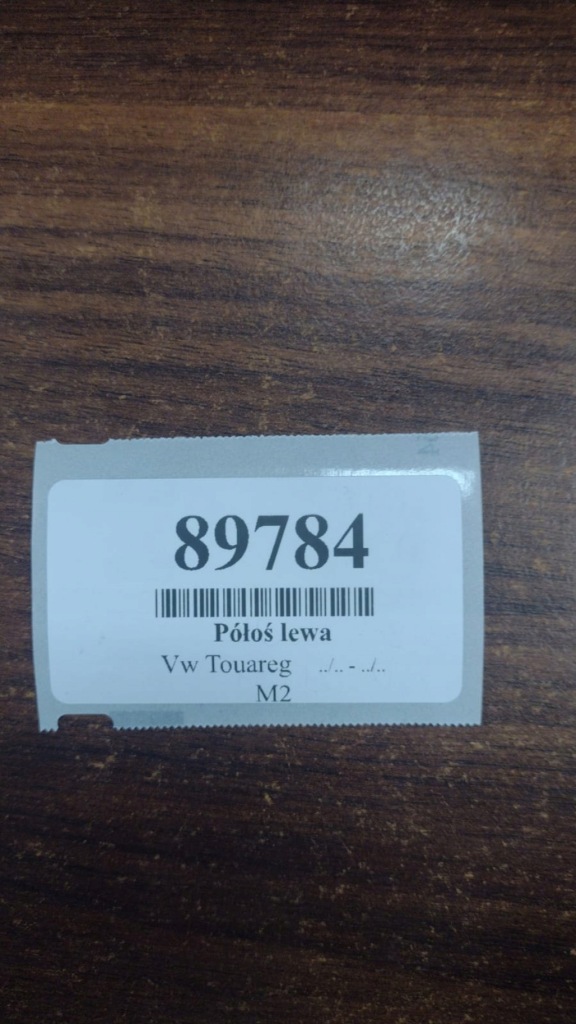 89784
Półoś lewa
Vw Touareg ../.. - ../..
M2